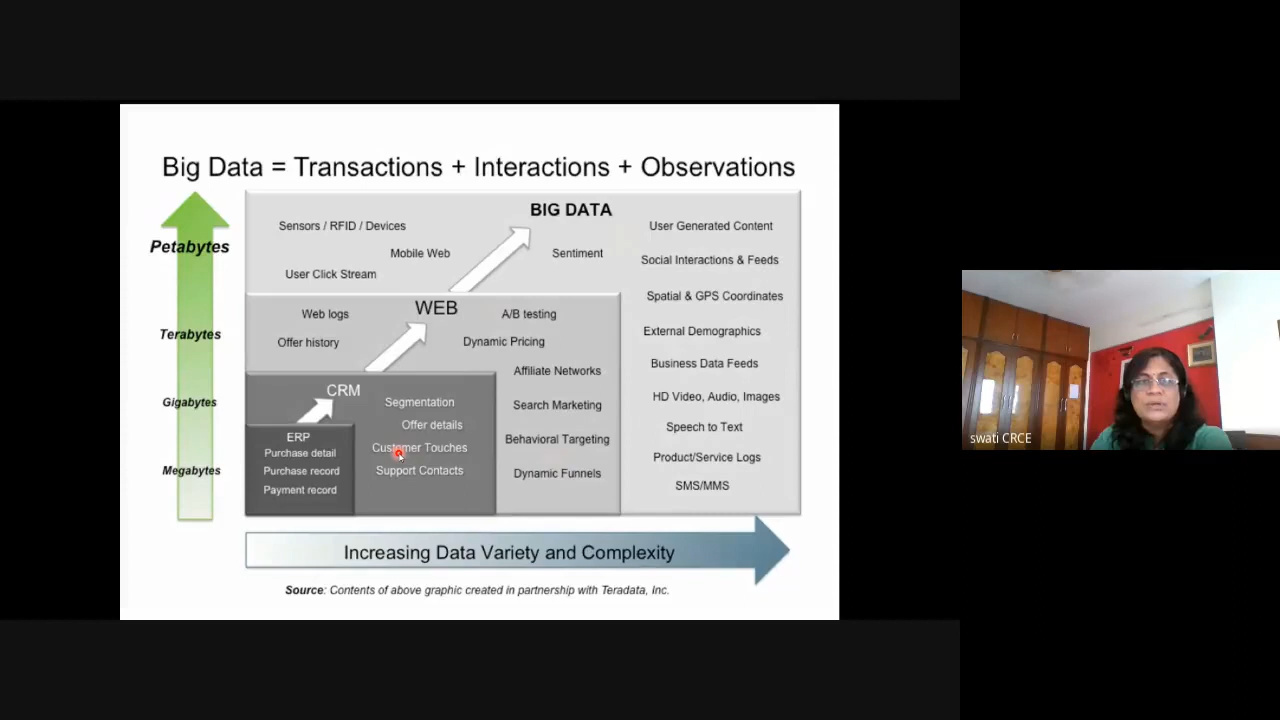 Big Data = Transactions + Interactions + Observations
Petabytes
Terabytes
Gigabytes
Megabytes
BIG DATA
Sensors / RFID / Devices
Mobile Web
Sentiment
User Click Stream
User Generated Content
Social Interactions & Feeds
Spatial & GPS Coordinates
External Demographics
Business Data Feeds
HD Video, Audio, Images
Speech to Text
Product/Service Logs
SMS/MMS
WEB
Web logs
A/B testing
Offer history
Dynamic Pricing
Affiliate Networks
Search Marketing
Behavioral Targeting
Dynamic Funnels
CRM
Segmentation
Offer details
Customer Touches
Support Contacts
ERP
Purchase detail
Purchase record
Payment record
Increasing Data Variety and Complexity
Source: Contents of above graphic created in partnership with Teradata, Inc.
swati CRCE